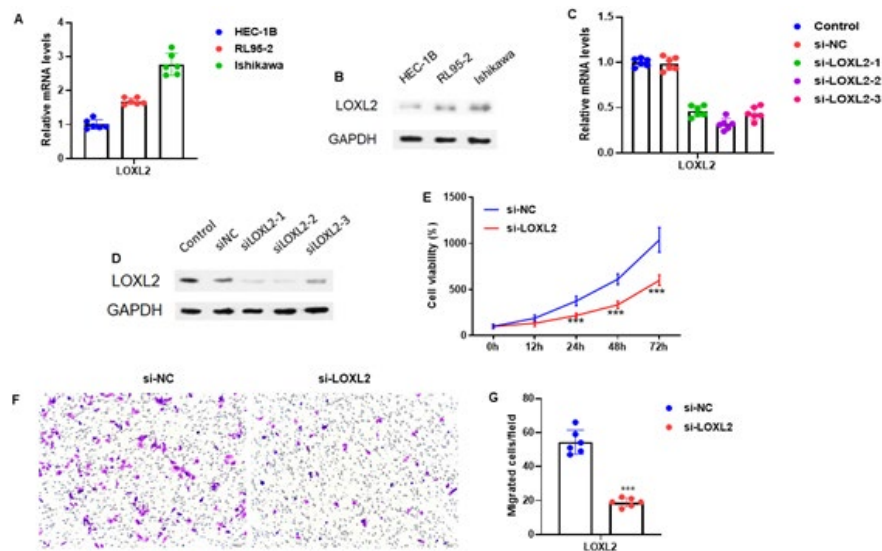 A
Relative mRNA levels
4
3
2
1
0
LOXL2
HEC-1B
RL95-2
Ishikawa
B
HEC-1B
RL95-2
Ishikawa
LOXL2
GAPDH
C
Relative mRNA levels
1.5
1.0
0.5
0.0
LOXL2
Control
si-NC
si-LOXL2-1
si-LOXL2-2
si-LOXL2-3
D
Control
siNC
siLOXL2-1
siLOXL2-2
siLOXL2-3
LOXL2
GAPDH
E
Cell viability (%)
1500
1000
500
0
si-NC
si-LOXL2
***
***
***
0h 12h 24h 48h 72h
F
si-NC
si-LOXL2
G
Migrated cells/field
80
60
40
20
0
***
LOXL2
si-NC
si-LOXL2